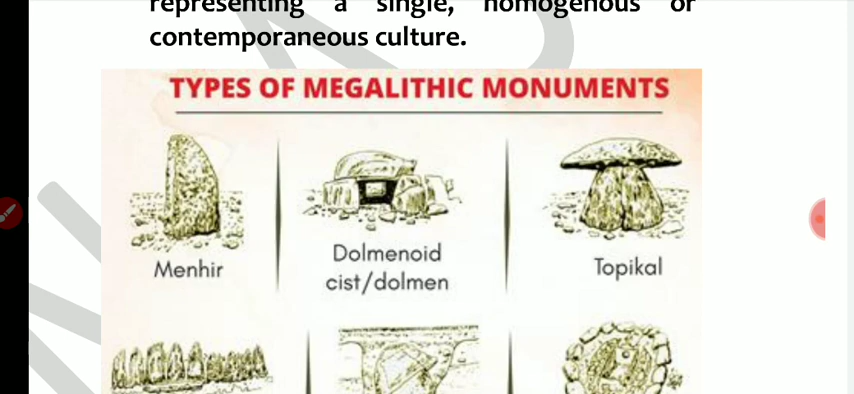 representing a single, homogenous or
contemporaneous culture.
TYPES OF MEGALITHIC MONUMENTS
Menhir
Dolmenoid
cist/dolmen
Topikal